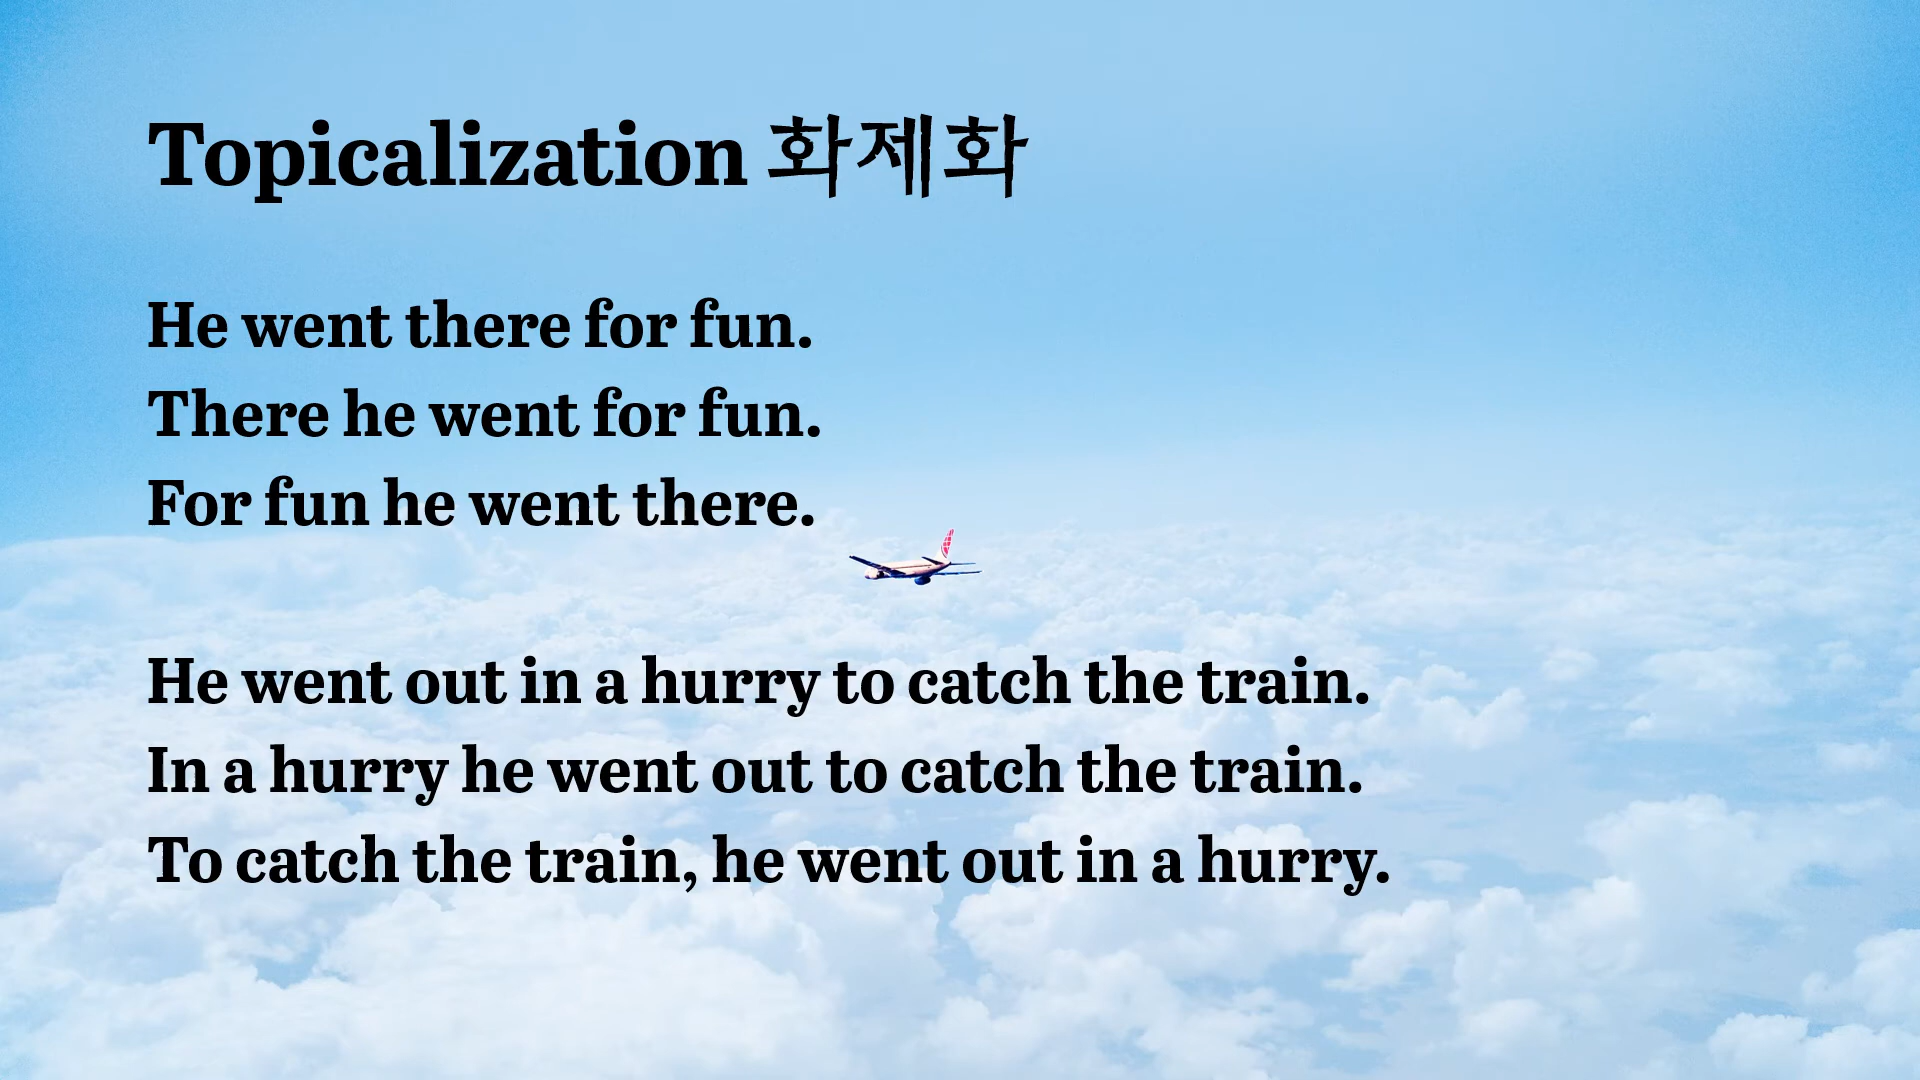 Topicalization 화제화
He went there for fun.
There he went for fun.
For fun he went there.
He went out in a hurry to catch the train.
In a hurry he went out to catch the train.
To catch the train, he went out in a hurry.